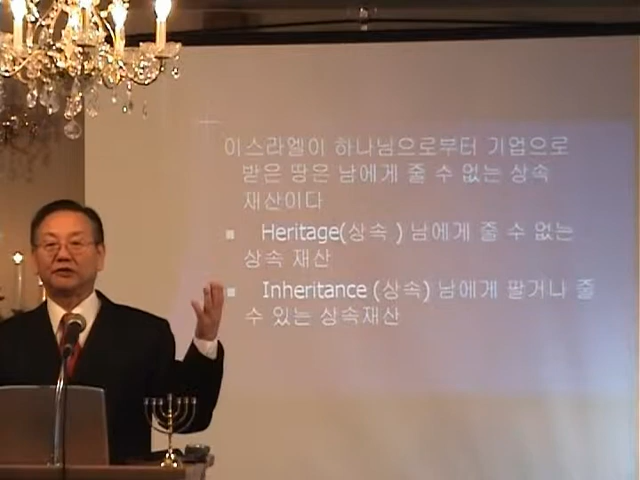 이스라엘이 하나님으로부터 기업으로
받은 땅은 남에게 줄 수 없는 상속
재산이다
■ Heritage(상속 ) 남에게 줄 수 없는
상속 재산
■ Inheritance (상속) 남에게 팔거나 줄
수 있는 상속재산